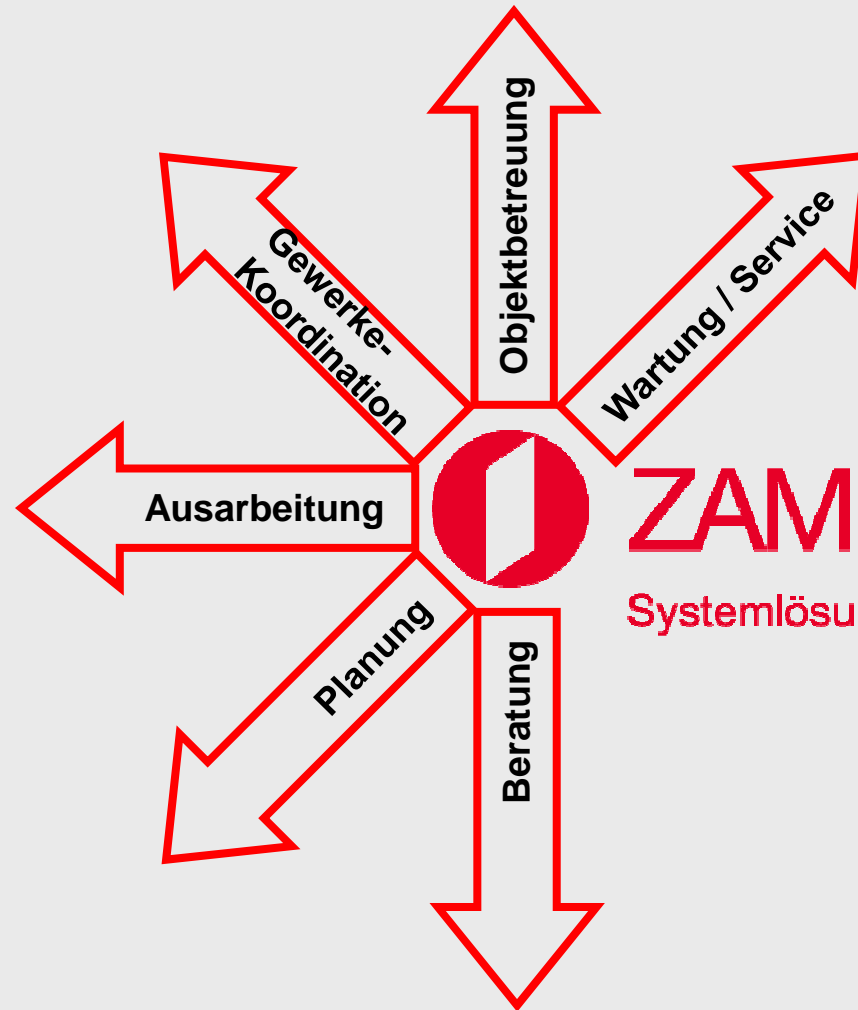 Objektbetreuung
Wartung / Service
Gewerke-
Koordination
Ausarbeitung
ZAM
Systemlösu
Planung
Beratung